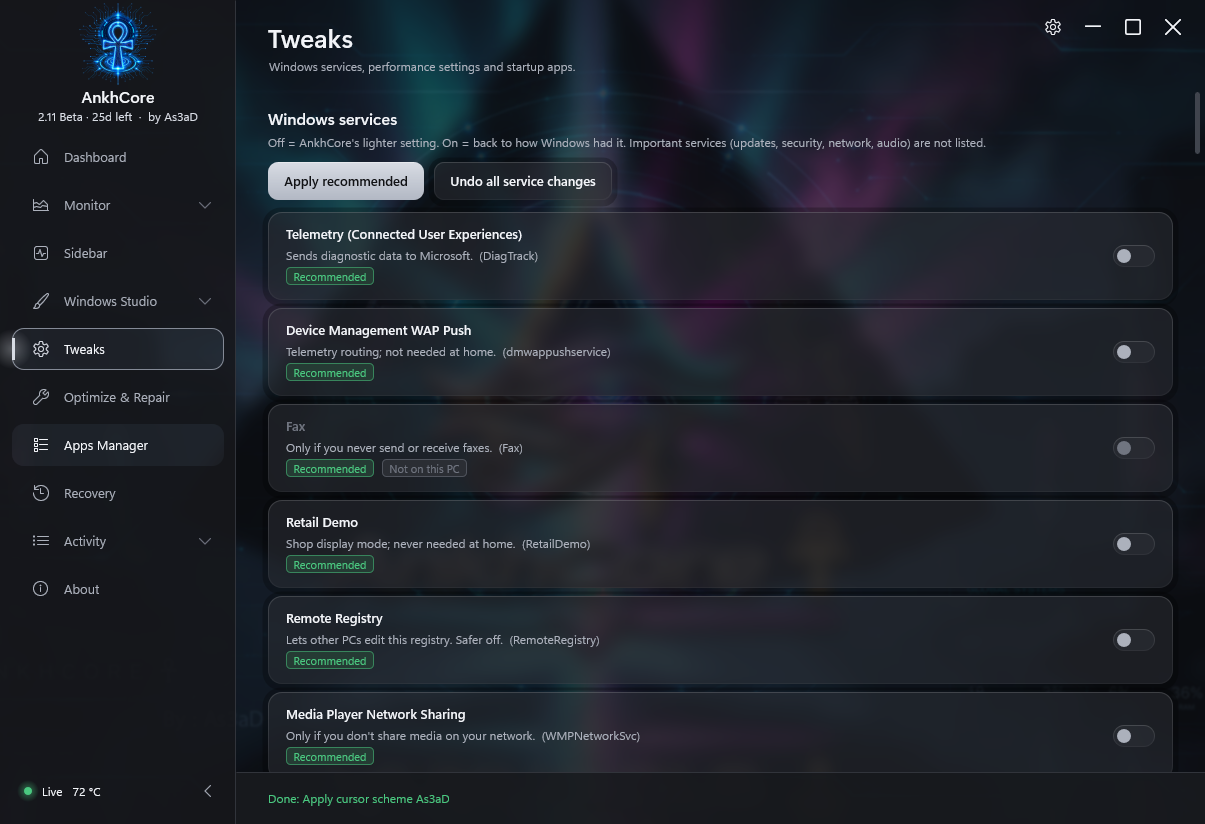 AnkhCore
2.11 Beta · 25d left · by As3aD
Dashboard
Monitor
Sidebar
Windows Studio
Tweaks
Optimize & Repair
Apps Manager
Recovery
Activity
About
Live 72 °C
Tweaks
Windows services, performance settings and startup apps.
Windows services
Off = AnkhCore's lighter setting. On = back to how Windows had it. Important services (updates, security, network, audio) are not listed.
Apply recommended
Undo all service changes
Telemetry (Connected User Experiences)
Sends diagnostic data to Microsoft. (DiagTrack)
Recommended
Device Management WAP Push
Telemetry routing; not needed at home. (dmwappushservice)
Recommended
Fax
Only if you never send or receive faxes. (Fax)
Recommended Not on this PC
Retail Demo
Shop display mode; never needed at home. (RetailDemo)
Recommended
Remote Registry
Lets other PCs edit this registry. Safer off. (RemoteRegistry)
Recommended
Media Player Network Sharing
Only if you don't share media on your network. (WMPNetworkSvc)
Recommended
Done: Apply cursor scheme As3aD